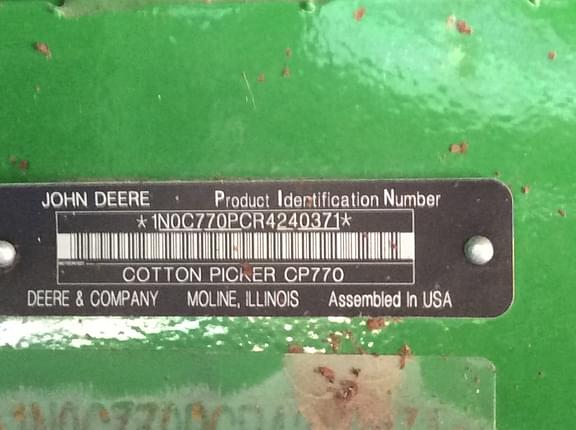 JOHN DEERE Product Identification Number
*1N0C770PCR4240371*
COTTON PICKER CP770
DEERE & COMPANY MOLINE, ILLINOIS Assembled In USA